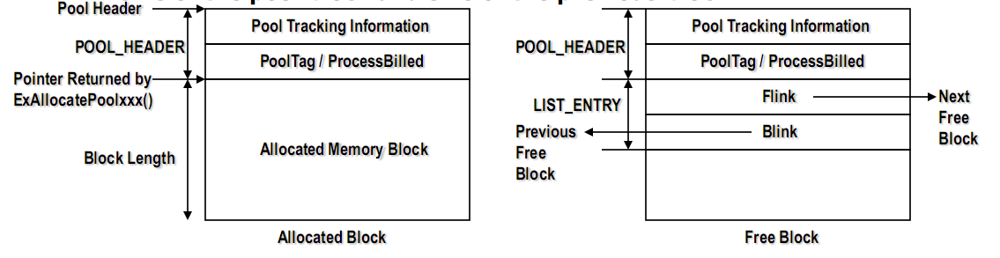 Pool Header
Pool Tracking Information
POOL_HEADER
PoolTag / ProcessBilled
Pointer Returned by
ExAllocatePoolxxx()
Block Length
Allocated Memory Block
Allocated Block
Pool Tracking Information
POOL_HEADER
PoolTag / ProcessBilled
Flink
Next
Free
Block
LIST_ENTRY
Blink
Previous
Free
Block
Free Block